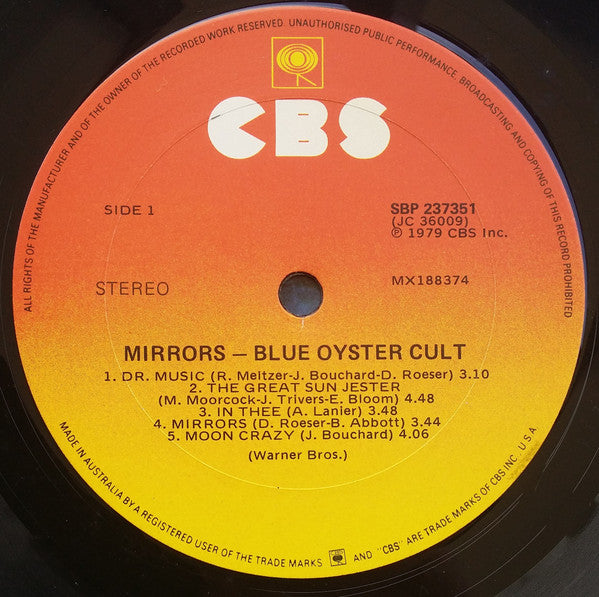 ALL RIGHTS OF THE MANUFACTURER AND OF THE OWNER OF THE RECORDED WORK RESERVED. UNAUTHORISED PUBLIC PERFORMANCE, BROADCASTING AND COPYING OF THIS RECORD PROHIBITED
CBS
SIDE 1
SBP 237351
(JC 36009)
℗ 1979 CBS Inc.
STEREO
MX188374
MIRRORS – BLUE OYSTER CULT
1. DR. MUSIC (R. Meltzer-J. Bouchard-D. Roeser) 3.10
2. THE GREAT SUN JESTER
(M. Moorcock-J. Trivers-E. Bloom) 4.48
3. IN THEE (A. Lanier) 3.48
4. MIRRORS (D. Roeser-B. Abbott) 3.44
5. MOON CRAZY (J. Bouchard) 4.06
(Warner Bros.)
MADE IN AUSTRALIA BY A REGISTERED USER OF THE TRADE MARKS AND "CBS" ARE TRADE MARKS OF CBS INC. U.S.A.